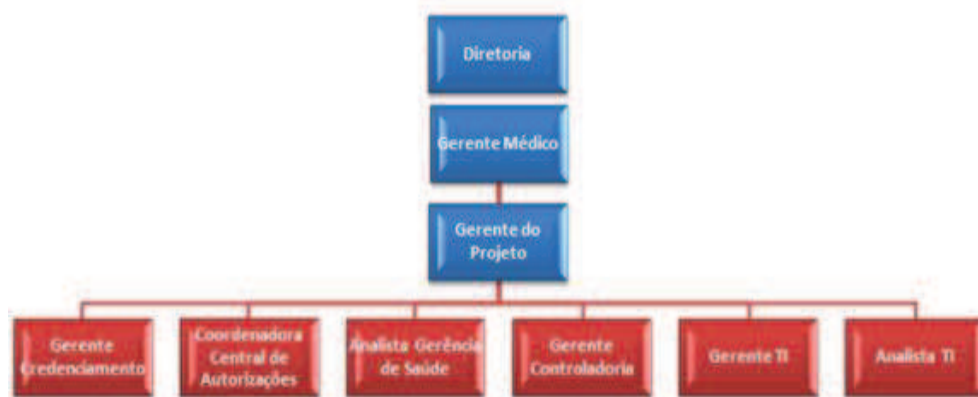 Diretoria
Gerente Médico
Gerente do
Projeto
Gerente
Credenciamento
Coordenadora
Central de
Autorizações
Analista Gerência
de Saúde
Gerente
Controladoria
Gerente TI
Analista TI